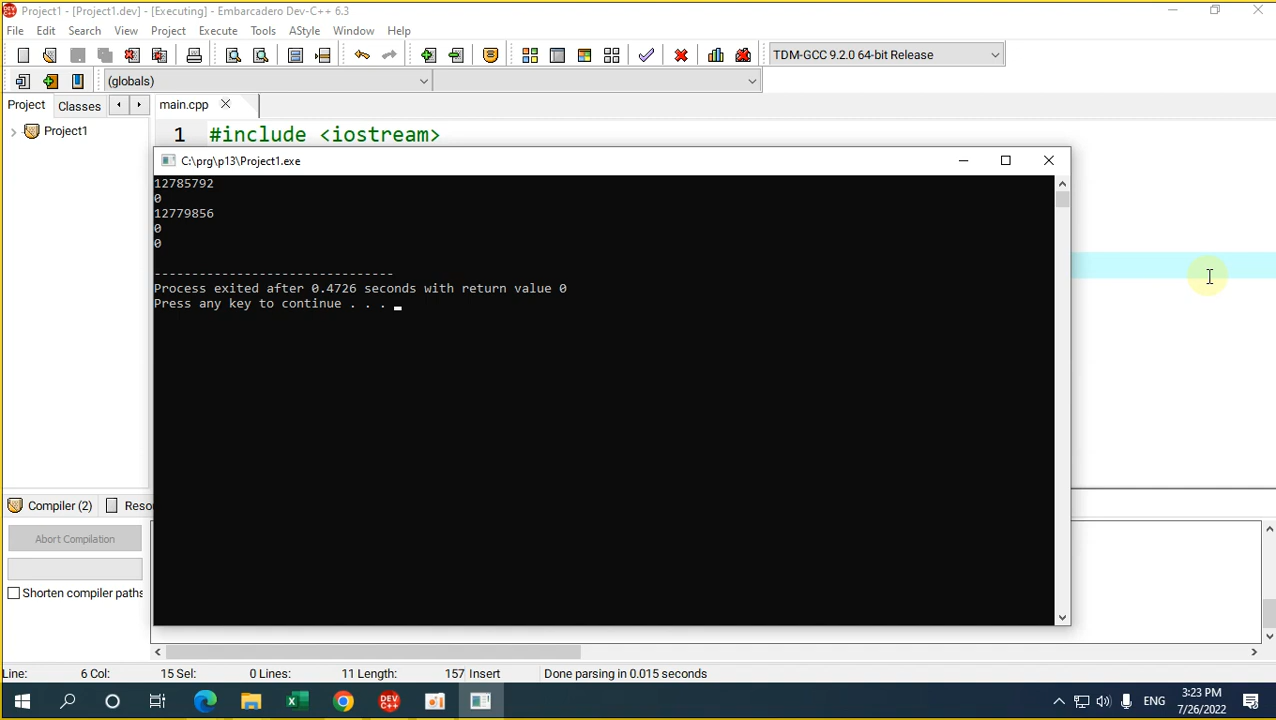 Project1 - [Project1.dev] - [Executing] - Embarcadero Dev-C++ 6.3
File Edit Search View Project Execute Tools AStyle Window Help
TDM-GCC 9.2.0 64-bit Release
(globals)
Project Classes
main.cpp
Project1
1 #include <iostream>
C:\prg\p13\Project1.exe
12785792
0
12779856
0
0
--------------------------------
Process exited after 0.4726 seconds with return value 0
Press any key to continue . . .
Compiler (2) Reso
Abort Compilation
Shorten compiler paths
Line: 6 Col: 15 Sel: 0 Lines: 11 Length: 157 Insert Done parsing in 0.015 seconds
DEV C++
ENG
3:23 PM
7/26/2022